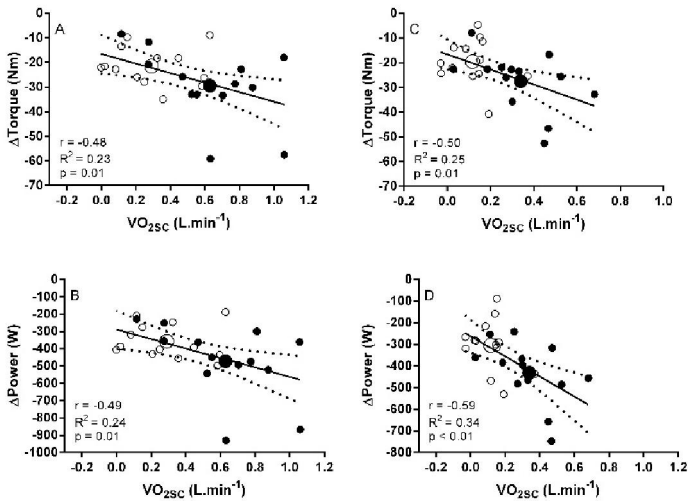 A
0
-10
-20
-30
-40
-50
-60
-70
ΔTorque (Nm)
r = -0.48
R² = 0.23
p = 0.01
-0.2 0.0 0.2 0.4 0.6 0.8 1.0 1.2
VO₂SC (L.min⁻¹)
C
0
-10
-20
-30
-40
-50
-60
-70
ΔTorque (Nm)
r = -0.50
R² = 0.25
p = 0.01
-0.2 0.0 0.2 0.4 0.6 0.8 1.0
VO₂SC (L.min⁻¹)
B
0
-100
-200
-300
-400
-500
-600
-700
-800
-900
-1000
ΔPower (W)
r = -0.49
R² = 0.24
p = 0.01
-0.2 0.0 0.2 0.4 0.6 0.8 1.0 1.2
VO₂SC (L.min⁻¹)
D
0
-100
-200
-300
-400
-500
-600
-700
-800
ΔPower (W)
r = -0.59
R² = 0.34
p < 0.01
-0.2 0.0 0.2 0.4 0.6 0.8 1.0
VO₂SC (L.min⁻¹)